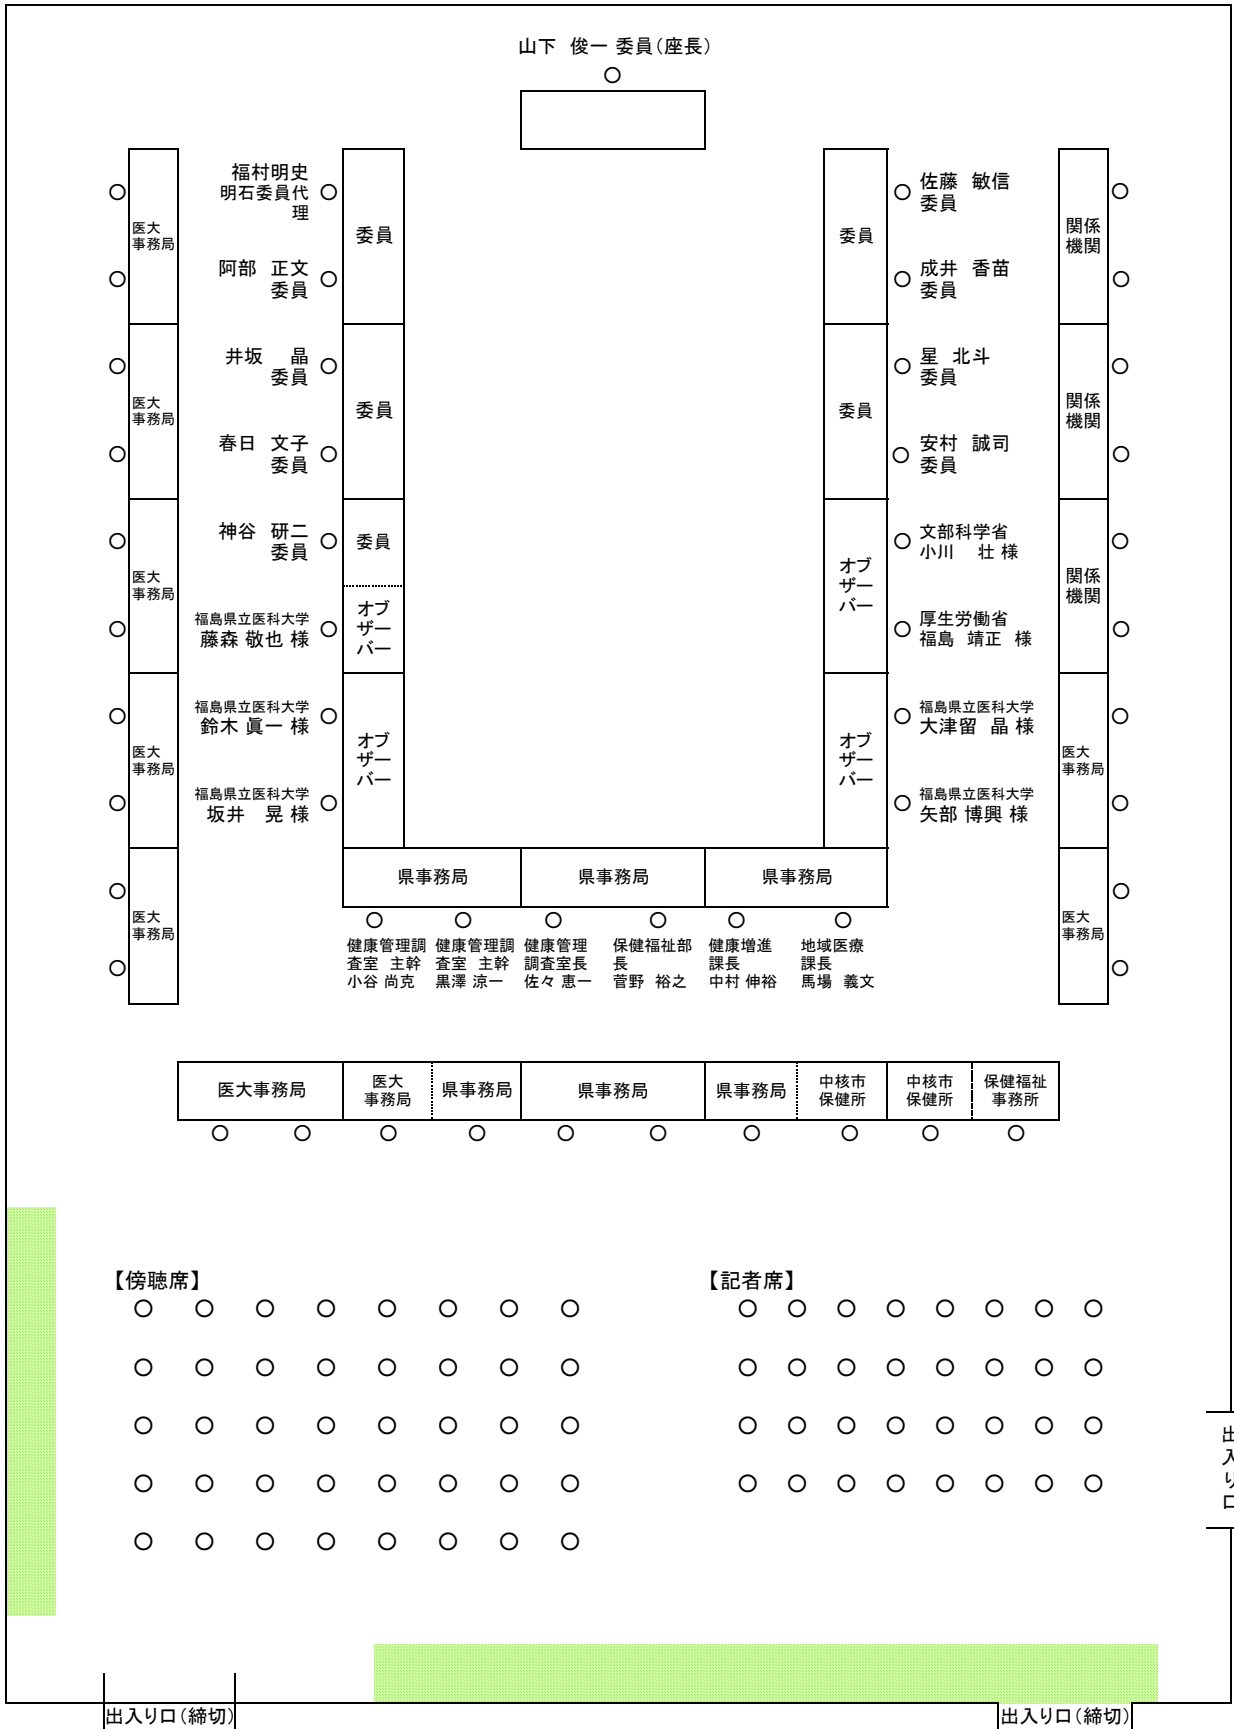 山下 俊一 委員（座長）
福村明史
明石委員代
理
阿部 正文
委員
井坂 晶
委員
春日 文子
委員
神谷 研二
委員
福島県立医科大学
藤森 敬也 様
福島県立医科大学
鈴木 眞一 様
福島県立医科大学
坂井 晃 様
医大
事務局
医大
事務局
医大
事務局
医大
事務局
医大
事務局
委員
委員
委員
オブ
ザー
バー
オブ
ザー
バー
委員
委員
オブ
ザー
バー
オブ
ザー
バー
佐藤 敏信
委員
成井 香苗
委員
星 北斗
委員
安村 誠司
委員
文部科学省
小川 壮 様
厚生労働省
福島 靖正 様
福島県立医科大学
大津留 晶 様
福島県立医科大学
矢部 博興 様
関係
機関
関係
機関
関係
機関
医大
事務局
医大
事務局
県事務局
県事務局
県事務局
健康管理調
査室 主幹
小谷 尚克
健康管理調
査室 主幹
黒澤 涼一
健康管理
調査室長
佐々 恵一
保健福祉部
長
菅野 裕之
健康増進
課長
中村 伸裕
地域医療
課長
馬場 義文
医大事務局
医大
事務局
県事務局
県事務局
県事務局
中核市
保健所
中核市
保健所
保健福祉
事務所
【傍聴席】
【記者席】
出入り口
出入り口（締切）
出入り口（締切）